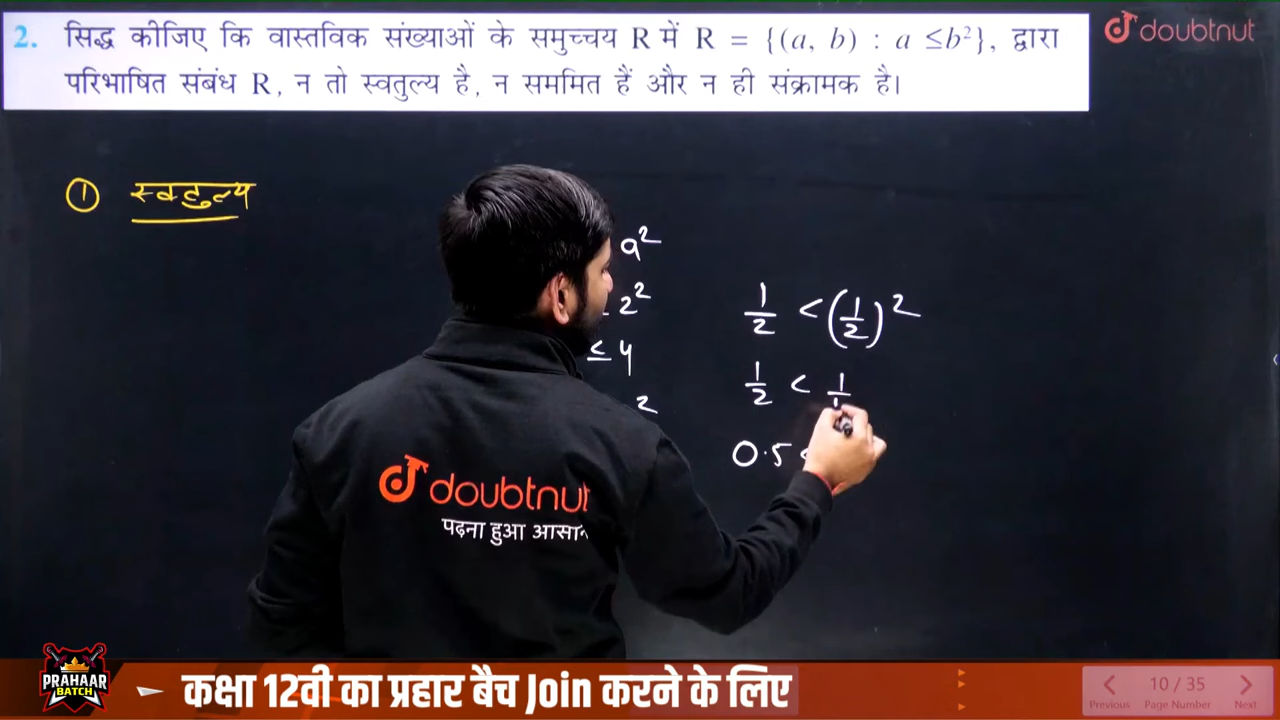 2. सिद्ध कीजिए कि वास्तविक संख्याओं के समुच्चय R में R = {(a, b) : a ≤b²}, द्वारा
परिभाषित संबंध R, न तो स्वतुल्य है, न सममित हैं और न ही संक्रामक है।
doubtnut
① स्वतुल्य
a²
2²
≤ 4
2
1/2 < (1/2)²
1/2 < 1/
0.5 <
doubtnut
पढ़ना हुआ आसान
PRAHAAR
BATCH
कक्षा 12वी का प्रहार बैच Join करने के लिए
10 / 35
Previous Page Number Next